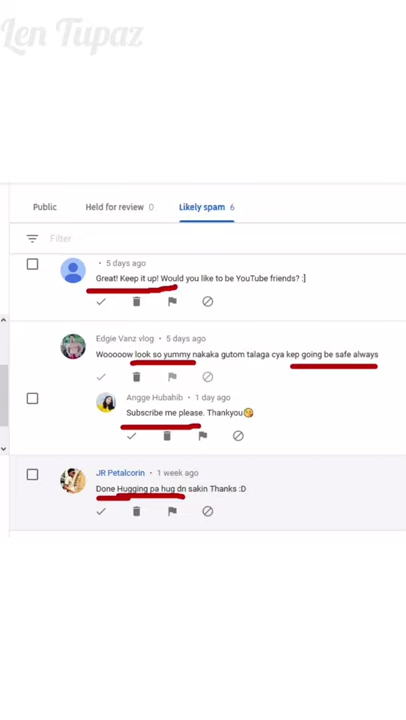 Len Tupaz
Public Held for review 0 Likely spam 6
Filter
• 5 days ago
Great! Keep it up! Would you like to be YouTube friends? :]
Edgie Vanz vlog • 5 days ago
Wooooow look so yummy nakaka gutom talaga cya kep going be safe always
Angge Hubahib • 1 day ago
Subscribe me please. Thankyou😘
JR Petalcorin • 1 week ago
Done Hugging pa hug dn sakin Thanks :D